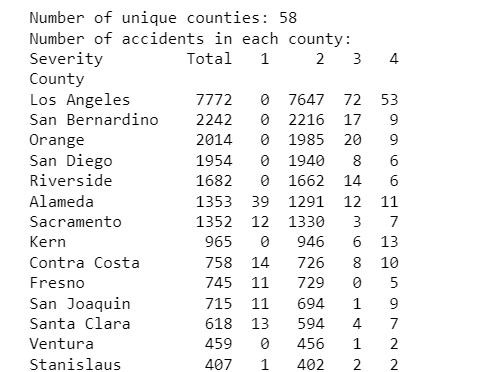 Number of unique counties: 58
Number of accidents in each county:
Severity Total 1 2 3 4
County
Los Angeles 7772 0 7647 72 53
San Bernardino 2242 0 2216 17 9
Orange 2014 0 1985 20 9
San Diego 1954 0 1940 8 6
Riverside 1682 0 1662 14 6
Alameda 1353 39 1291 12 11
Sacramento 1352 12 1330 3 7
Kern 965 0 946 6 13
Contra Costa 758 14 726 8 10
Fresno 745 11 729 0 5
San Joaquin 715 11 694 1 9
Santa Clara 618 13 594 4 7
Ventura 459 0 456 1 2
Stanislaus 407 1 402 2 2